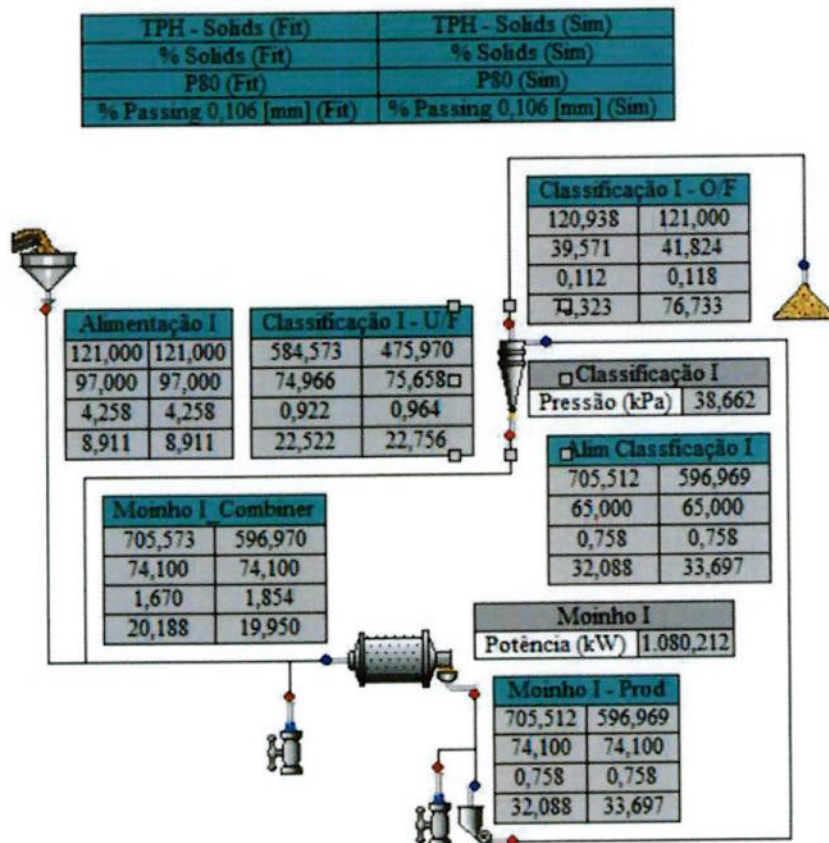 TPH - Solids (Fit) TPH - Solids (Sim)
% Solids (Fit) % Solids (Sim)
P80 (Fit) P80 (Sim)
% Passing 0,106 [mm] (Fit) % Passing 0,106 [mm] (Sim)
Classificação I - O/F
120,938 121,000
39,571 41,824
0,112 0,118
76,733
Alimentação I
121,000 121,000
97,000 97,000
4,258 4,258
8,911 8,911
Classificação I - U/F
584,573 475,970
74,966 75,658
0,922 0,964
22,522 22,756
Classificação I
Pressão (kPa) 38,662
Alim Classficação I
705,512 596,969
65,000 65,000
0,758 0,758
32,088 33,697
Moinho I_Combiner
705,573 596,970
74,100 74,100
1,670 1,854
20,188 19,950
Moinho I
Potência (kW) 1.080,212
Moinho I - Prod
705,512 596,969
74,100 74,100
0,758 0,758
32,088 33,697